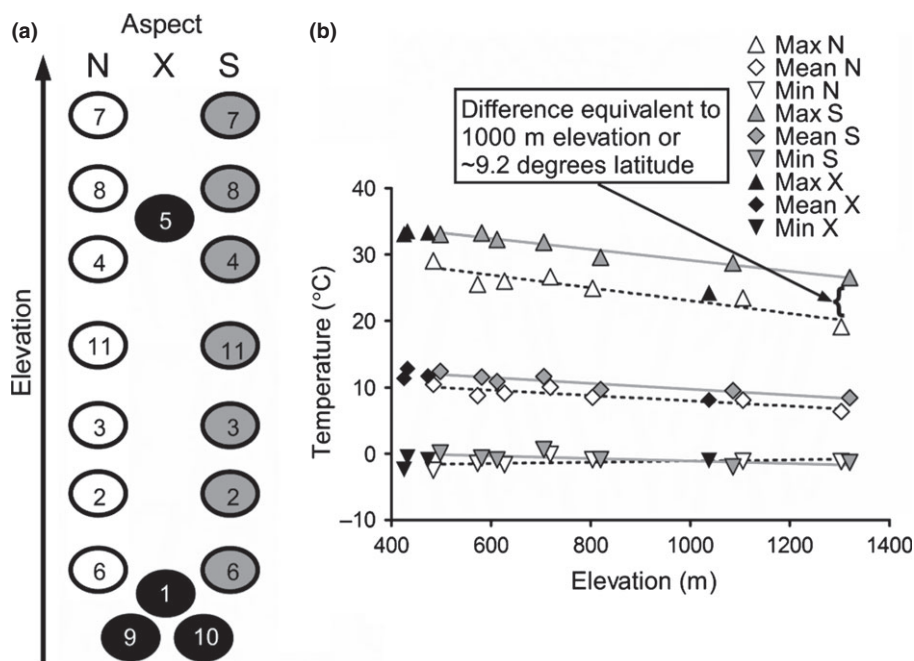 (a)
Aspect
N X S
Elevation
7 7
8 8
5
4 4
11 11
3 3
2 2
6 6
1
9 10
(b)
Max N
Mean N
Min N
Max S
Mean S
Min S
Max X
Mean X
Min X
Difference equivalent to
1000 m elevation or
~9.2 degrees latitude
Temperature (°C)
40
30
20
10
0
–10
400 600 800 1000 1200 1400
Elevation (m)